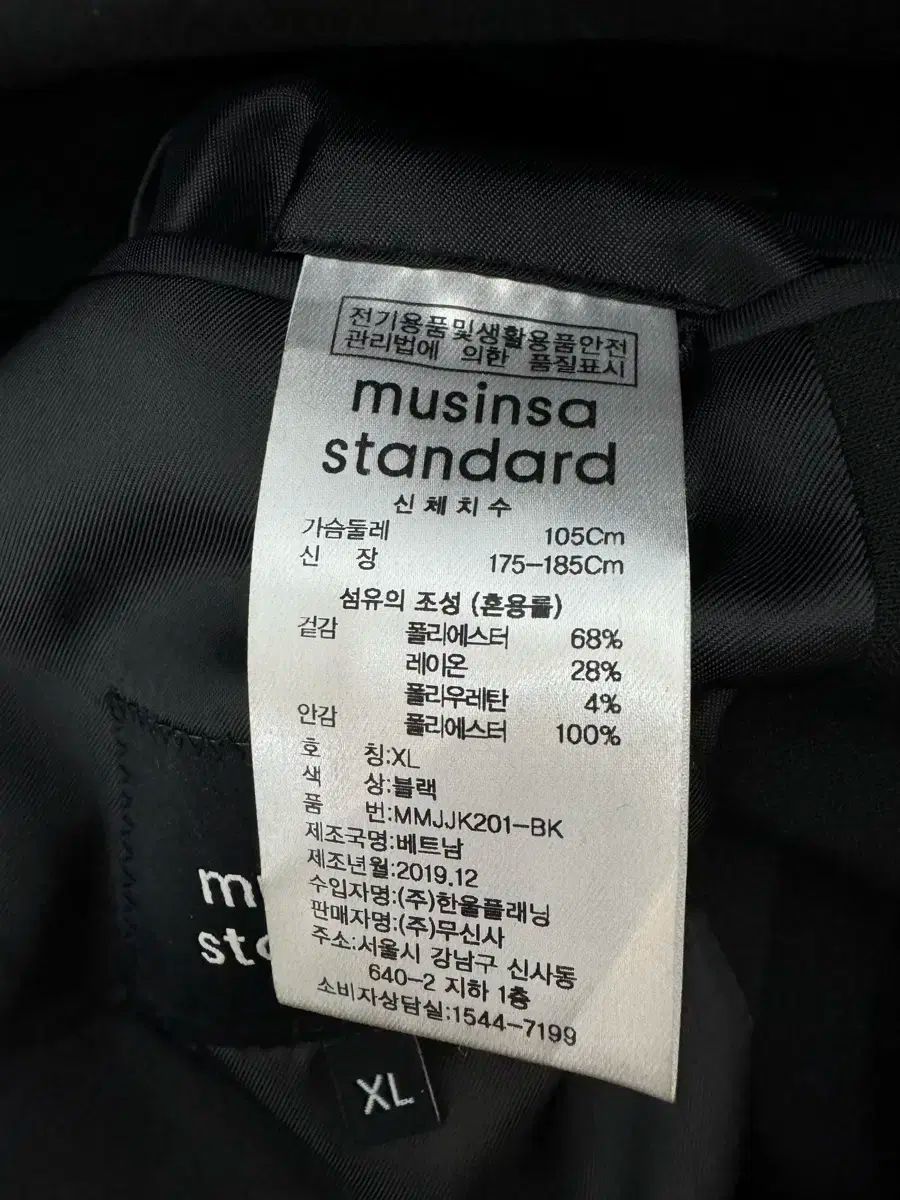 전기용품및생활용품안전
관리법에 의한 품질표시
musinsa
standard
신체치수
가슴둘레 105Cm
신 장 175-185Cm
섬유의 조성 (혼용률)
겉감 폴리에스터 68%
레이온 28%
폴리우레탄 4%
안감 폴리에스터 100%
호 칭:XL
색 상:블랙
품 번:MMJJK201-BK
제조국명:베트남
제조년월:2019.12
수입자명:(주)한울플래닝
판매자명:(주)무신사
주소:서울시 강남구 신사동
640-2 지하 1층
소비자상담실:1544-7199
XL